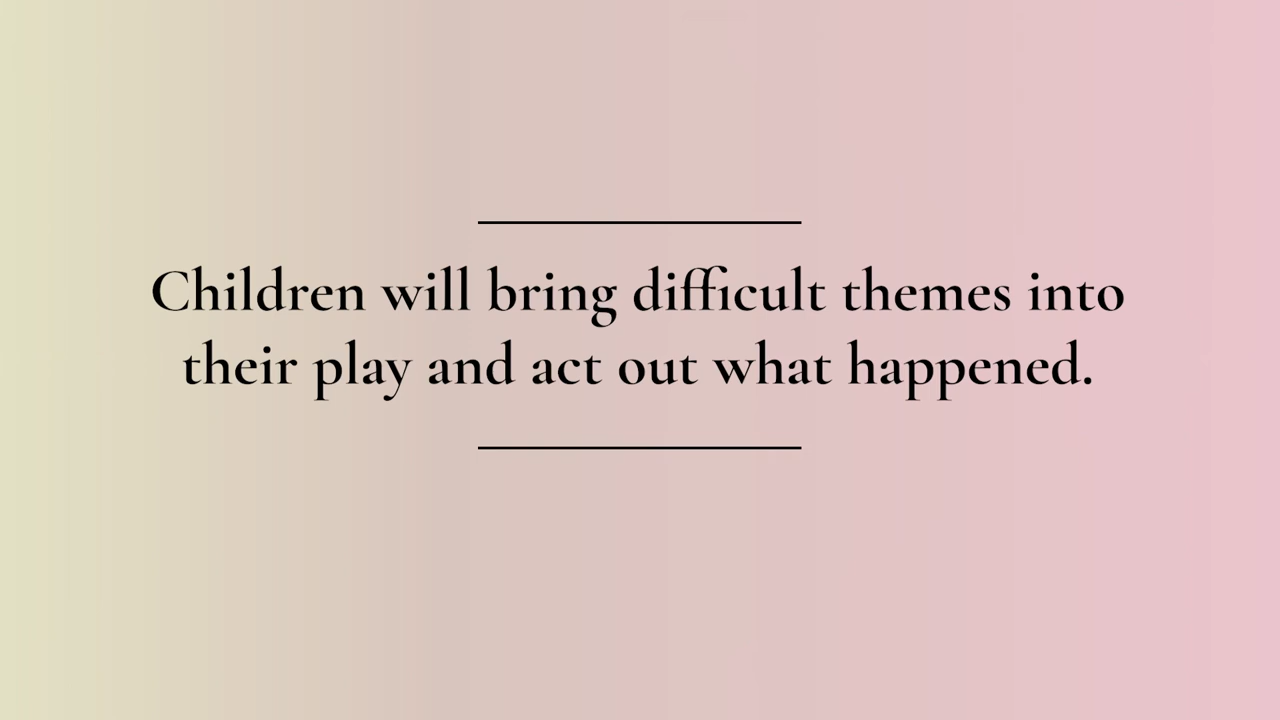 Children will bring difficult themes into
their play and act out what happened.